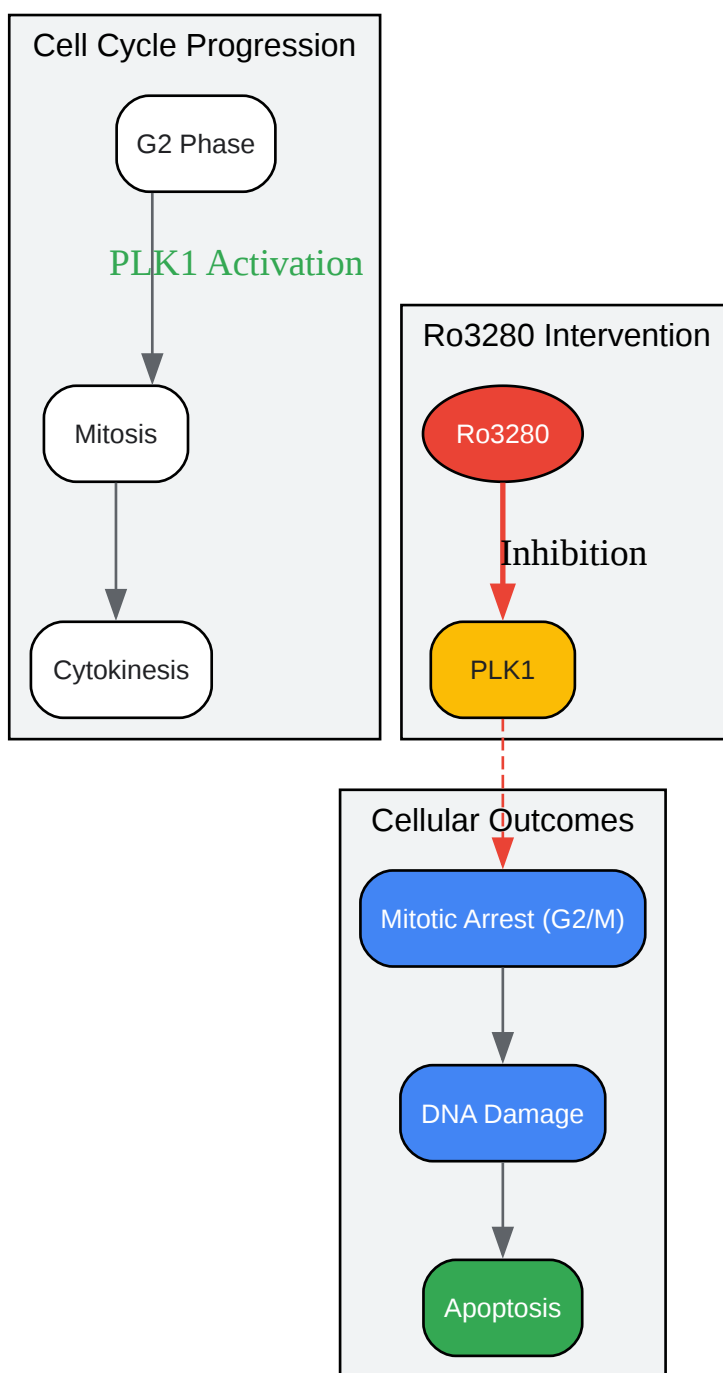 Cell Cycle Progression
G2 Phase
PLK1 Activation
Mitosis
Cytokinesis
Ro3280 Intervention
Ro3280
Inhibition
PLK1
Cellular Outcomes
Mitotic Arrest (G2/M)
DNA Damage
Apoptosis